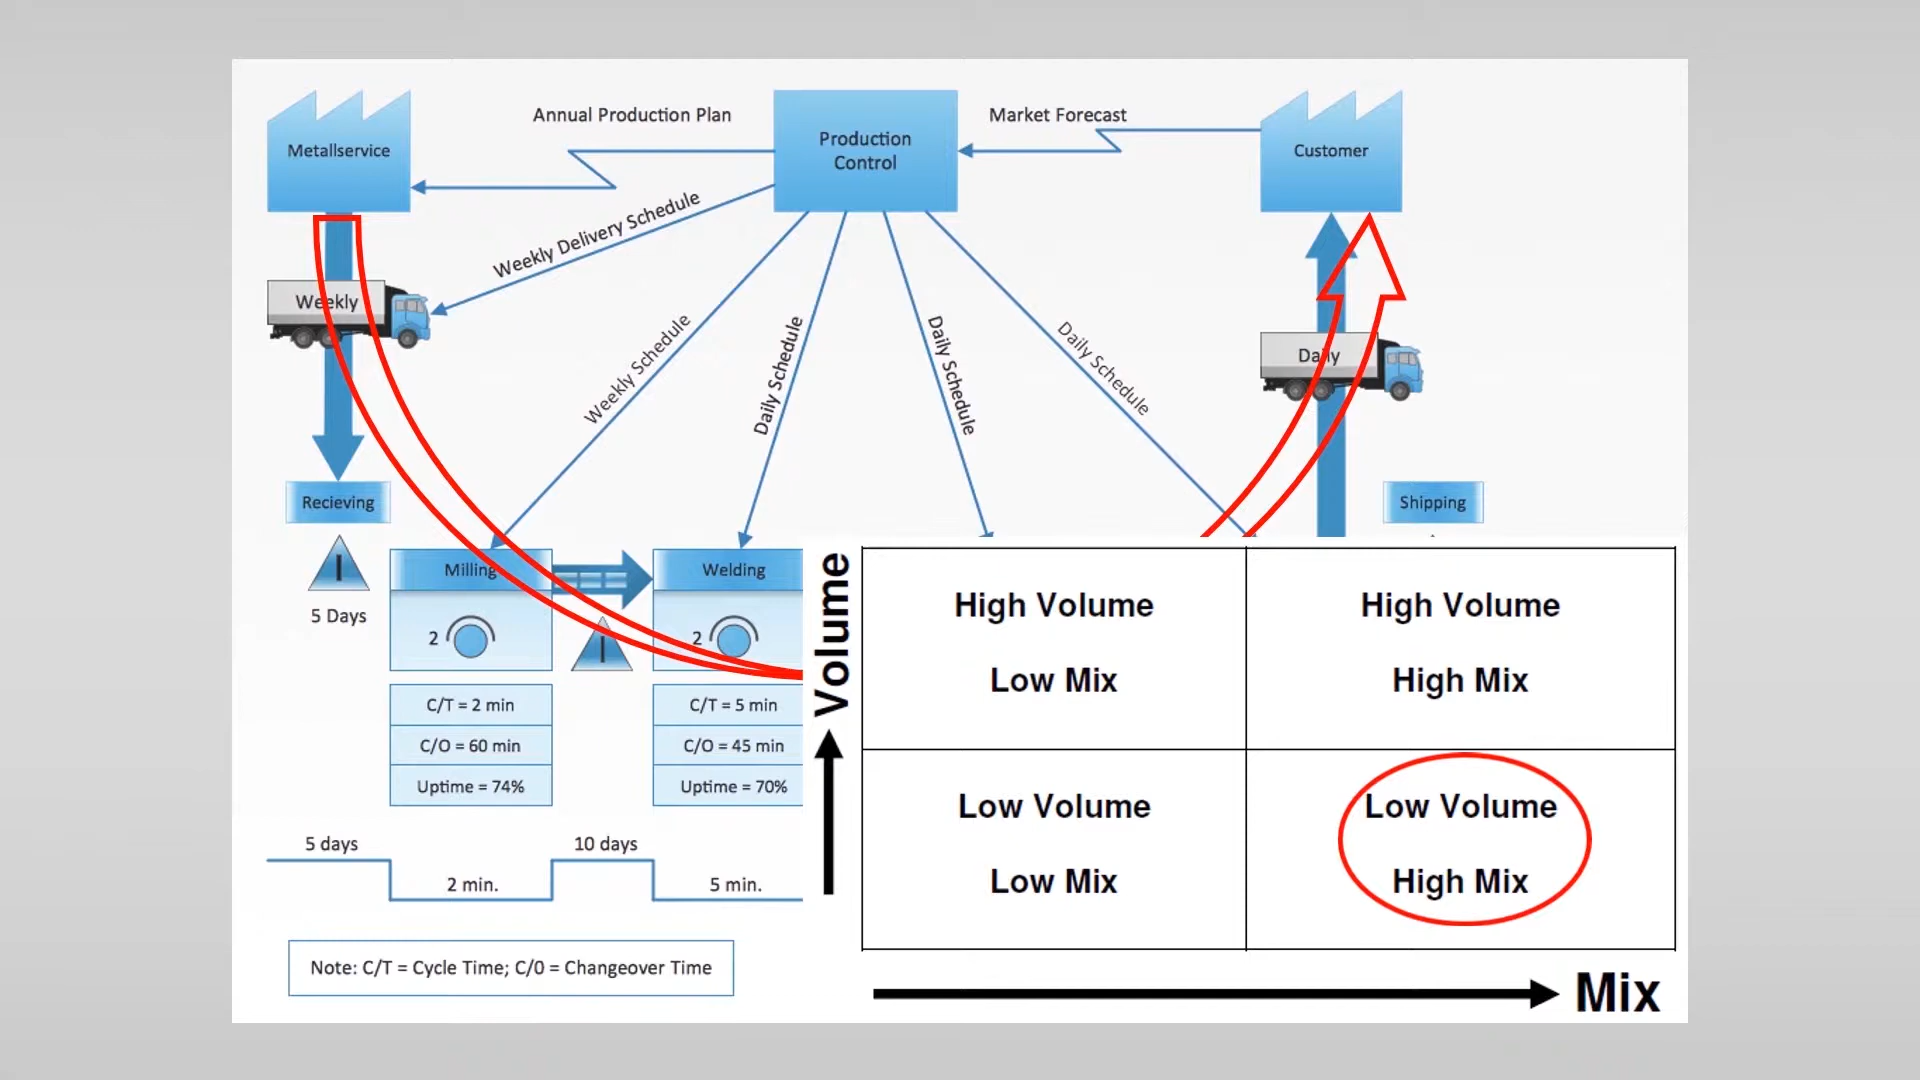 Metallservice
Annual Production Plan
Production
Control
Market Forecast
Customer
Weekly Delivery Schedule
Weekly
Weekly Schedule
Daily Schedule
Daily Schedule
Daily Schedule
Daily
Recieving
Shipping
5 Days
Milling
2
Welding
2
C/T = 2 min
C/O = 60 min
Uptime = 74%
C/T = 5 min
C/O = 45 min
Uptime = 70%
5 days
2 min.
10 days
5 min.
Note: C/T = Cycle Time; C/0 = Changeover Time
Volume
High Volume
Low Mix
High Volume
High Mix
Low Volume
Low Mix
Low Volume
High Mix
Mix